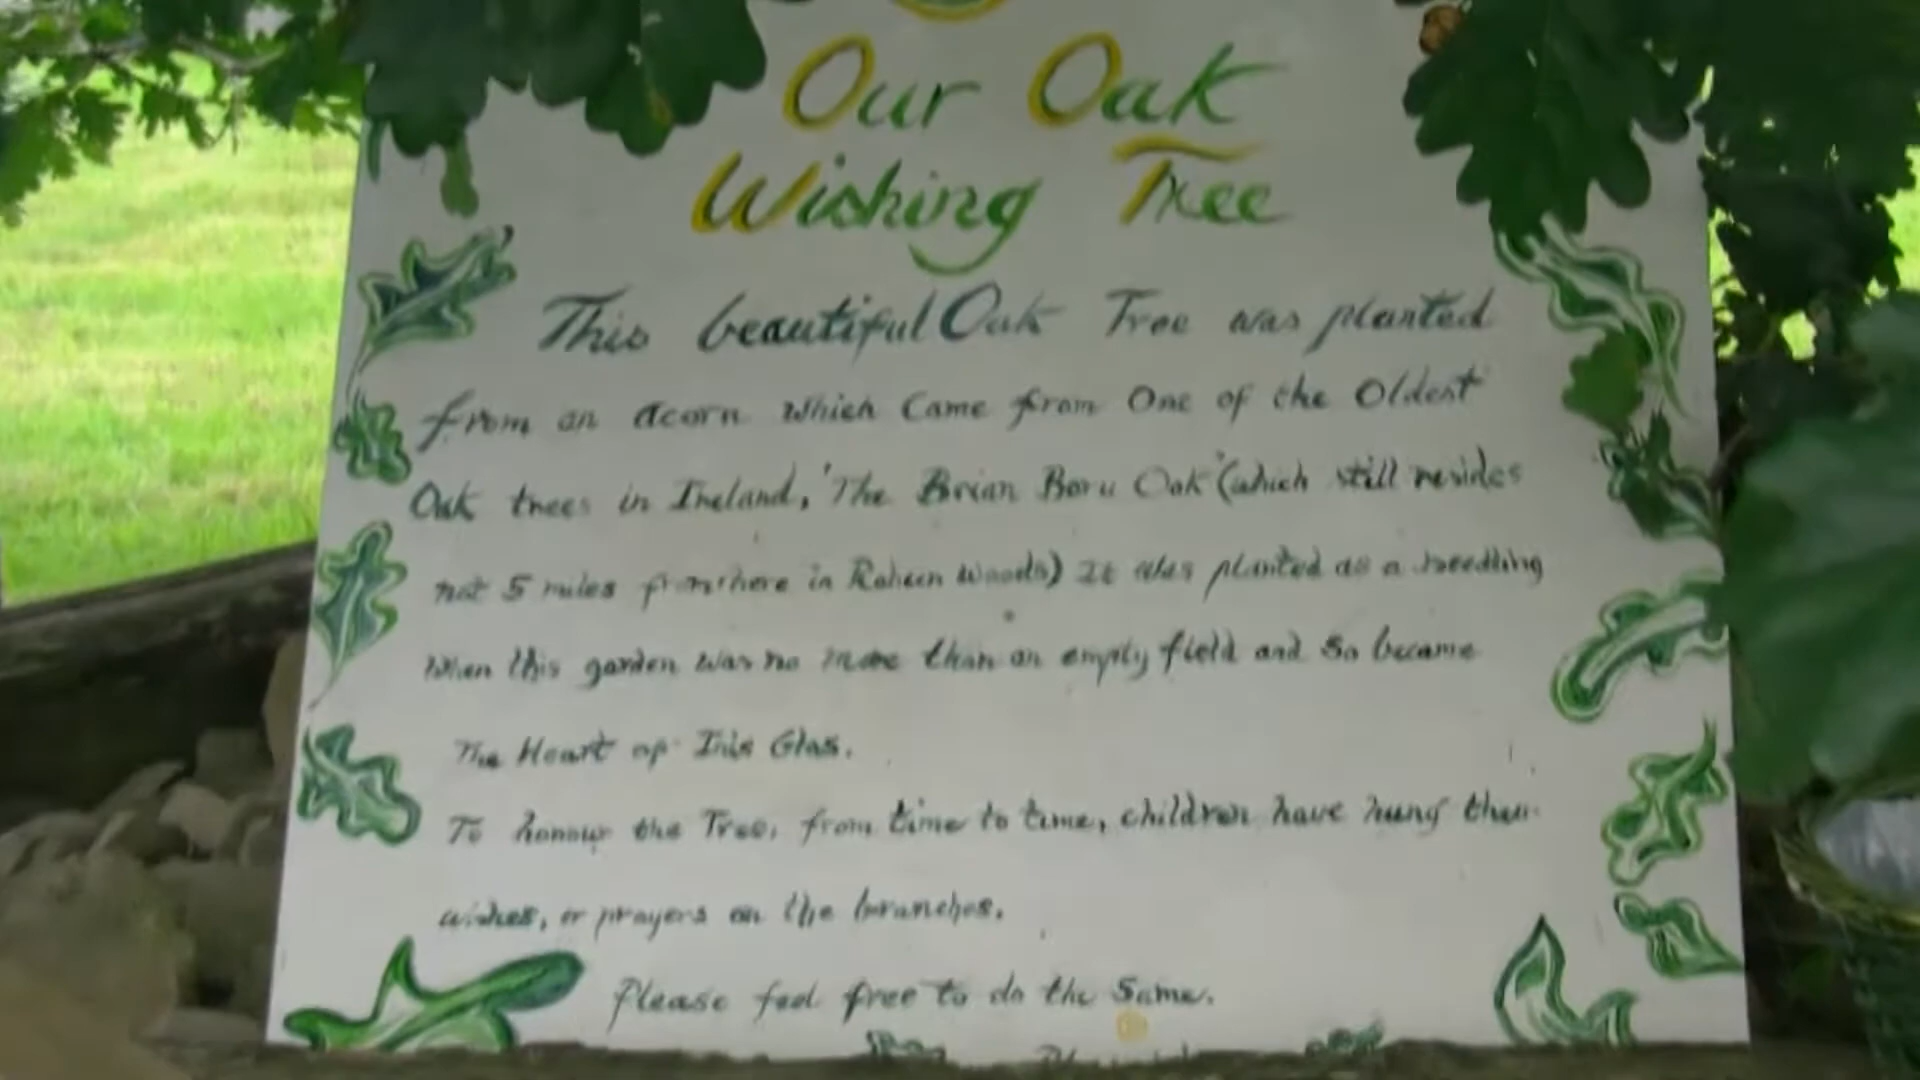 Our Oak
Wishing Tree
This beautiful Oak Tree was planted
from an acorn which Came from One of the Oldest
Oak trees in Ireland, 'The Brian Boru Oak' (which still resides
not 5 miles from here in Raheen Woods) It was planted as a seedling
When this garden was no more than an empty field and so became
The Heart of Inis Glas.
To honour the Tree, from time to time, children have hung their
wishes, or prayers on the branches.
Please feel free to do the Same.